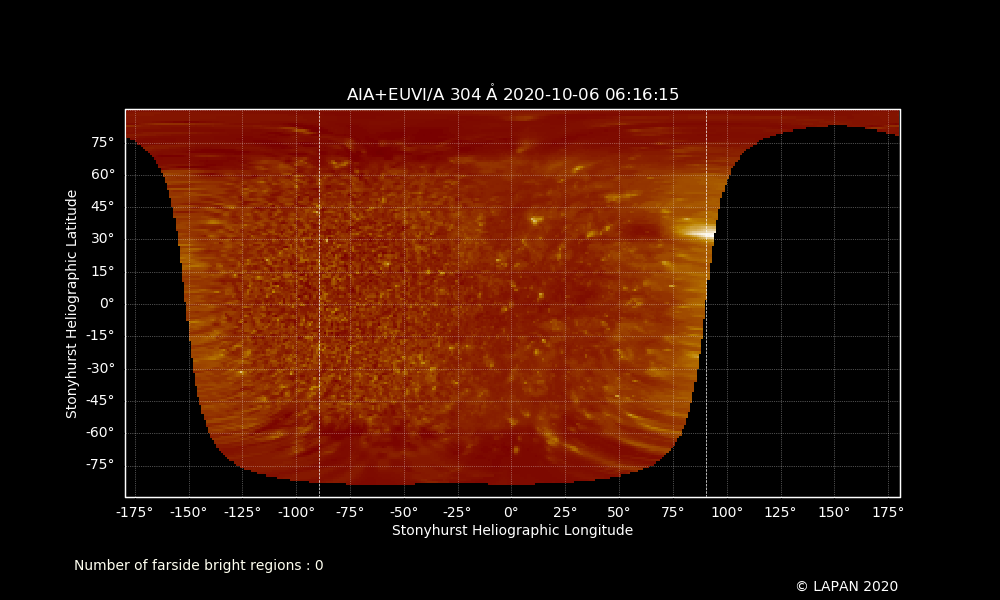 AIA+EUVI/A 304 Å 2020-10-06 06:16:15
75°
60°
45°
30°
15°
0°
-15°
-30°
-45°
-60°
-75°
Stonyhurst Heliographic Latitude
-175° -150° -125° -100° -75° -50° -25° 0° 25° 50° 75° 100° 125° 150° 175°
Stonyhurst Heliographic Longitude
Number of farside bright regions : 0
© LAPAN 2020